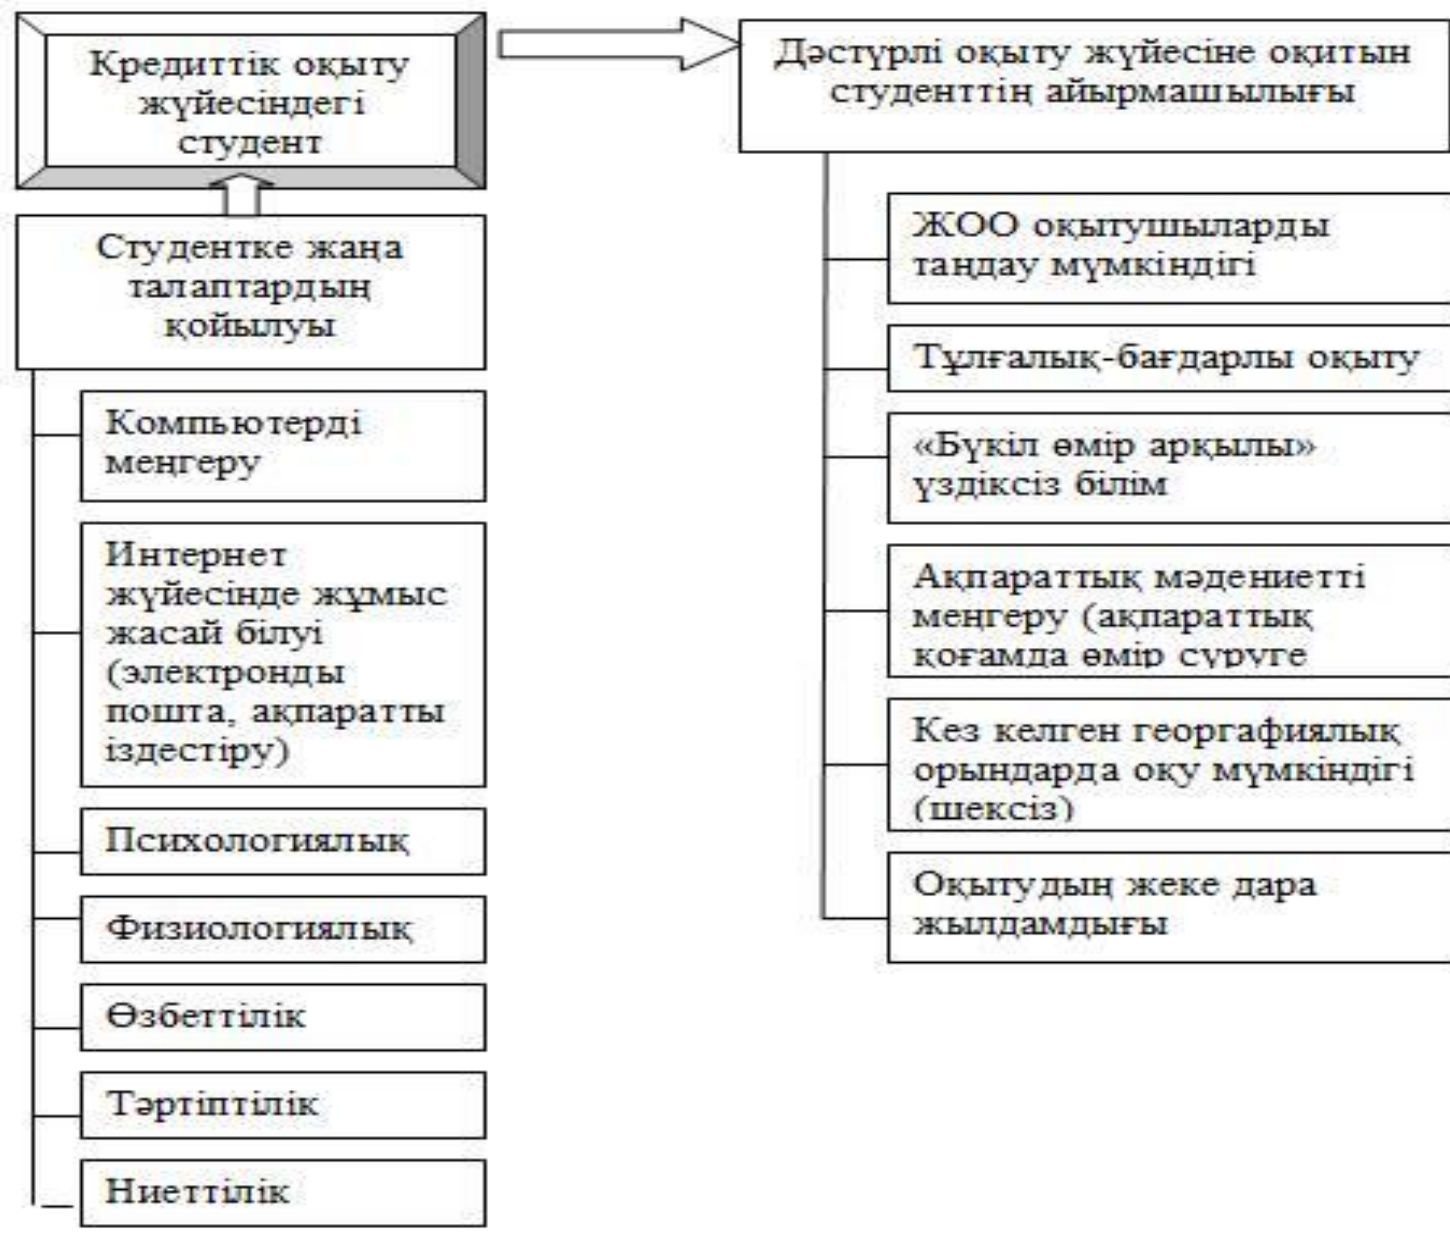 Кредиттік оқыту
жүйесіндегі
студент
Студентке жаңа
талаптардың
қойылуы
Компьютерді
меңгеру
Интернет
жүйесінде жұмыс
жасай білуі
(электронды
пошта, ақпаратты
іздестіру)
Психологиялық
Физиологиялық
Өзбеттілік
Тәртіптілік
Ниеттілік
Дәстүрлі оқыту жүйесіне оқитын
студенттің айырмашылығы
ЖОО оқытушыларды
таңдау мүмкіндігі
Тұлғалық-бағдарлы оқыту
«Бүкіл өмір арқылы»
үздіксіз білім
Ақпараттық мәдениетті
меңгеру (ақпараттық
қоғамда өмір сүруге
Кез келген георгафиялық
орындарда оқу мүмкіндігі
(шексіз)
Оқытудың жеке дара
жылдамдығы